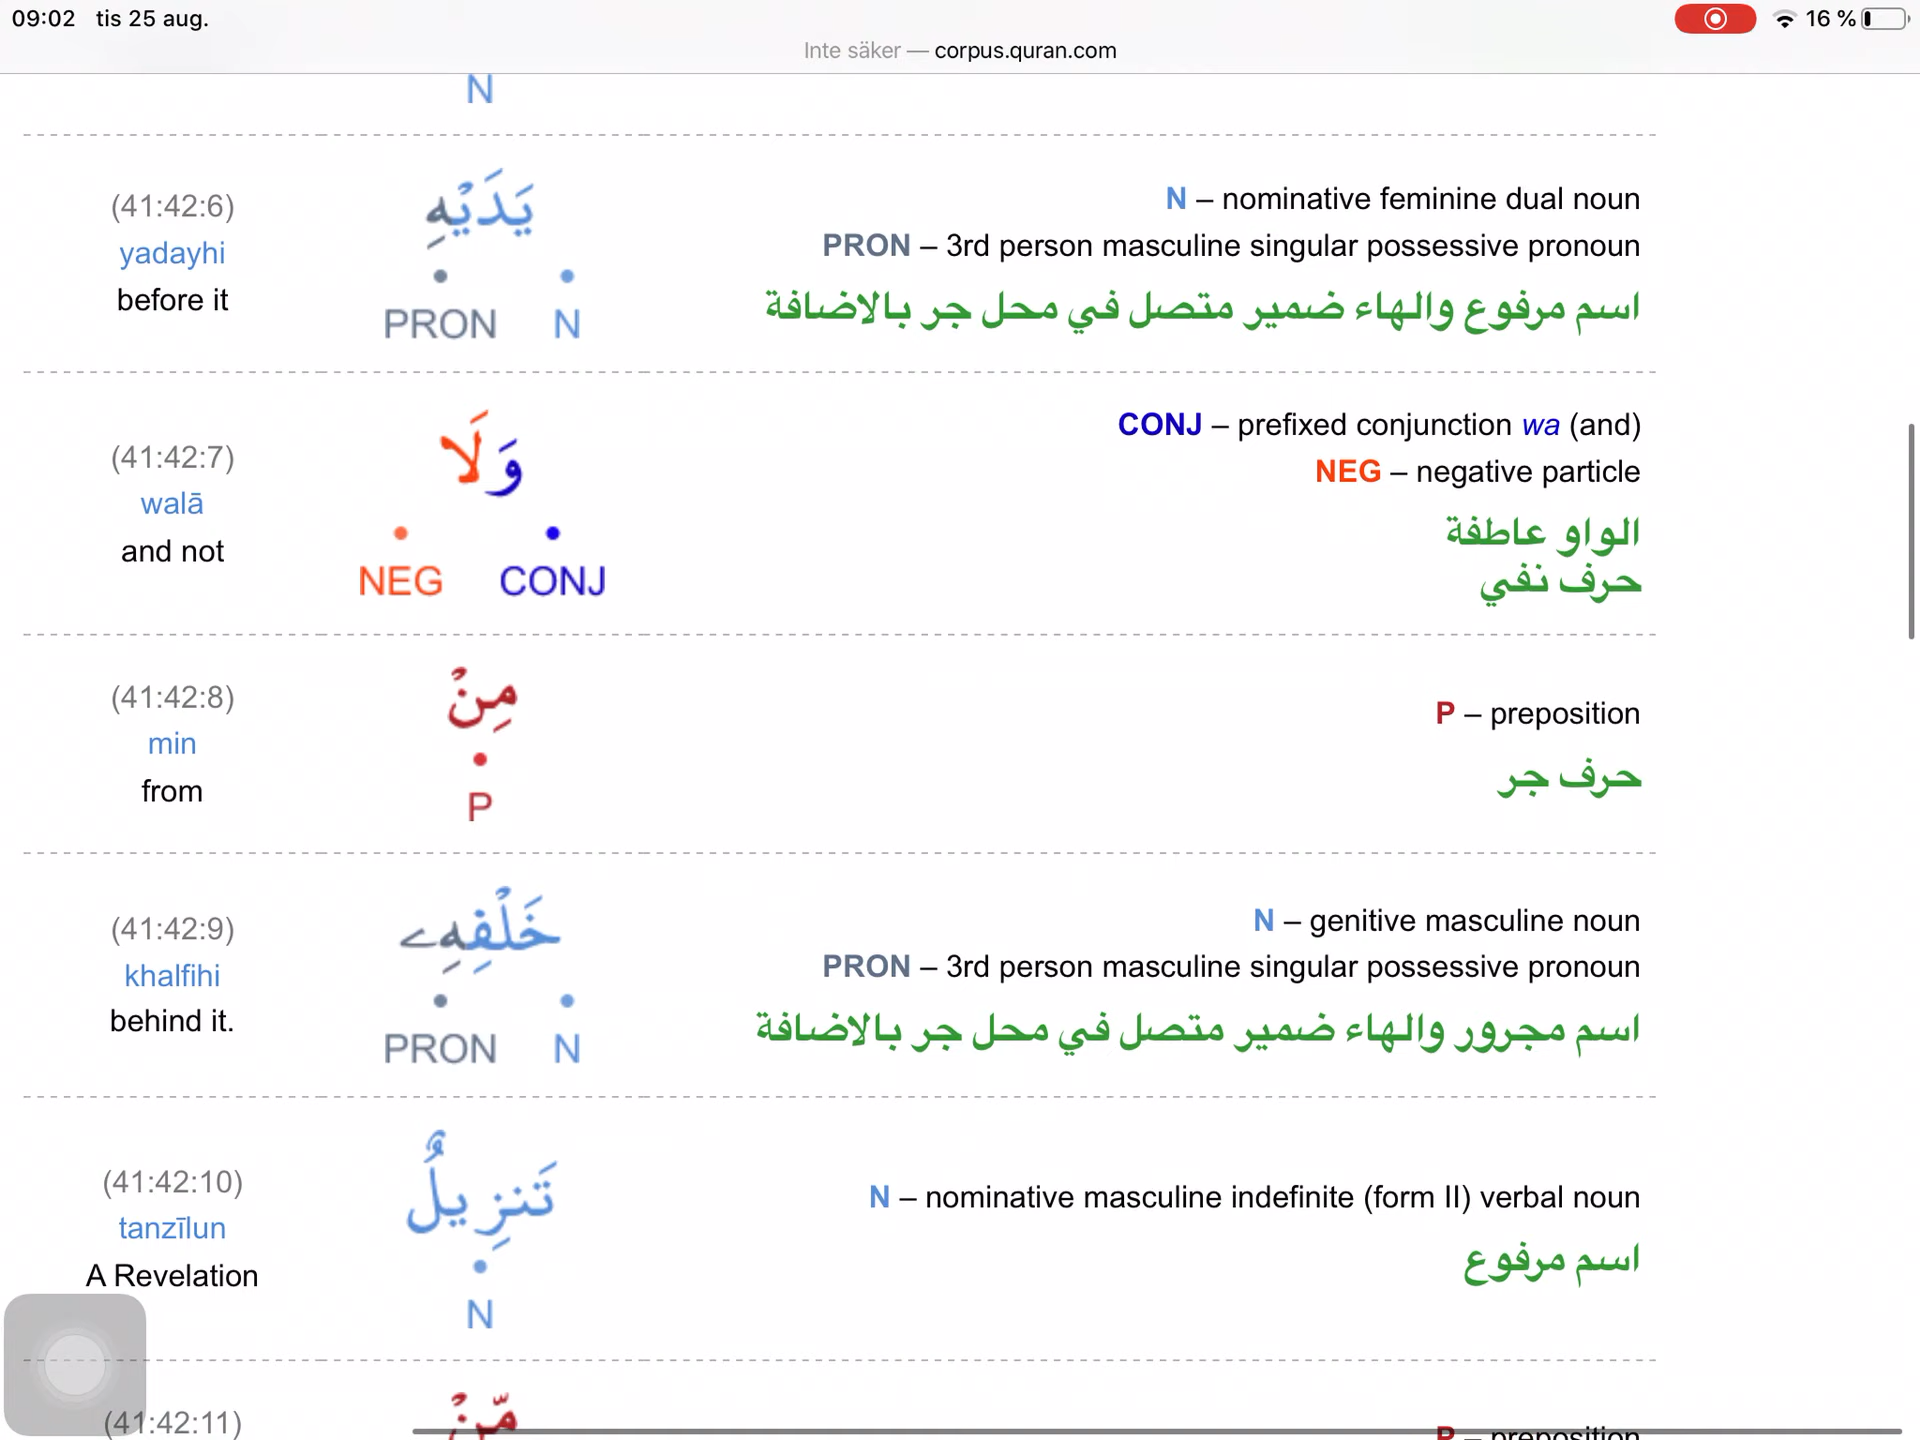 09:02 tis 25 aug.
16 %
Inte säker — corpus.quran.com
N
(41:42:6)
yadayhi
before it
يَدَيْهِ
PRON N
N – nominative feminine dual noun
PRON – 3rd person masculine singular possessive pronoun
اسم مرفوع والهاء ضمير متصل في محل جر بالاضافة
(41:42:7)
walā
and not
وَلَا
NEG CONJ
CONJ – prefixed conjunction wa (and)
NEG – negative particle
الواو عاطفة
حرف نفي
(41:42:8)
min
from
مِنْ
P
P – preposition
حرف جر
(41:42:9)
khalfihi
behind it.
خَلْفِهِۦ
PRON N
N – genitive masculine noun
PRON – 3rd person masculine singular possessive pronoun
اسم مجرور والهاء ضمير متصل في محل جر بالاضافة
(41:42:10)
tanzīlun
A Revelation
تَنزِيلٌ
N
N – nominative masculine indefinite (form II) verbal noun
اسم مرفوع
(41:42:11)
مِّنْ
P – preposition